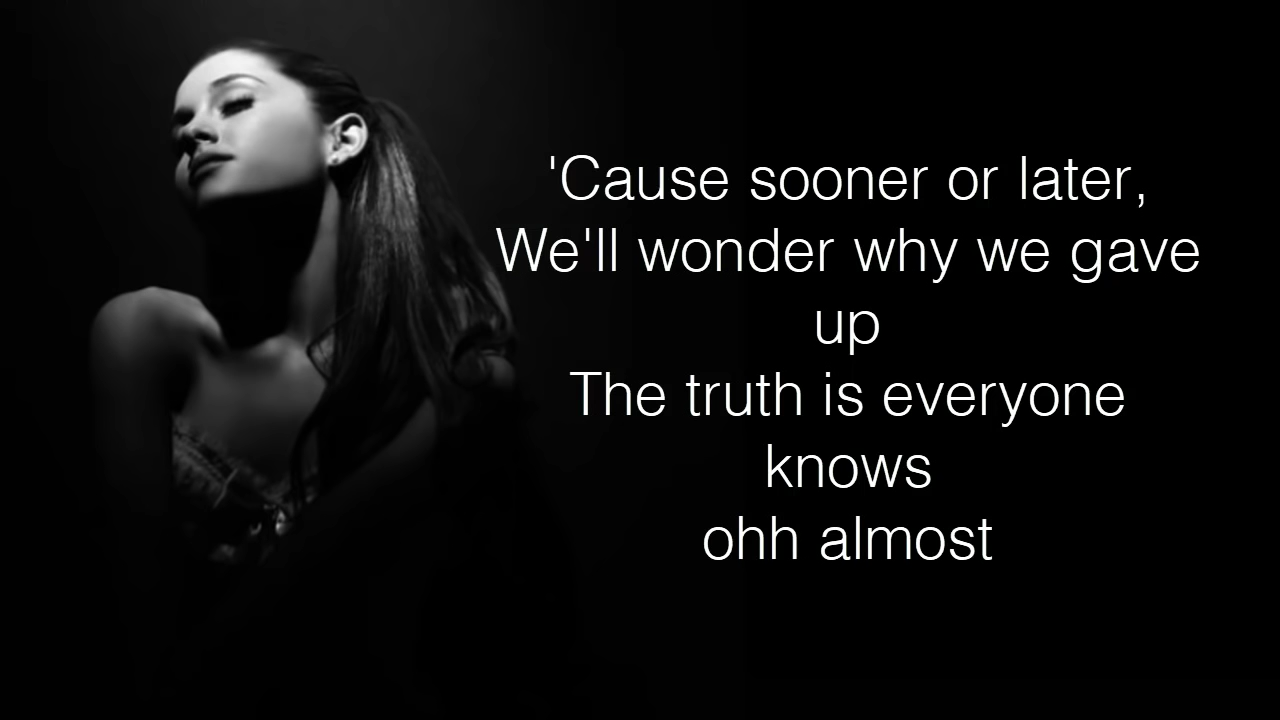 'Cause sooner or later,
We'll wonder why we gave
up
The truth is everyone
knows
ohh almost